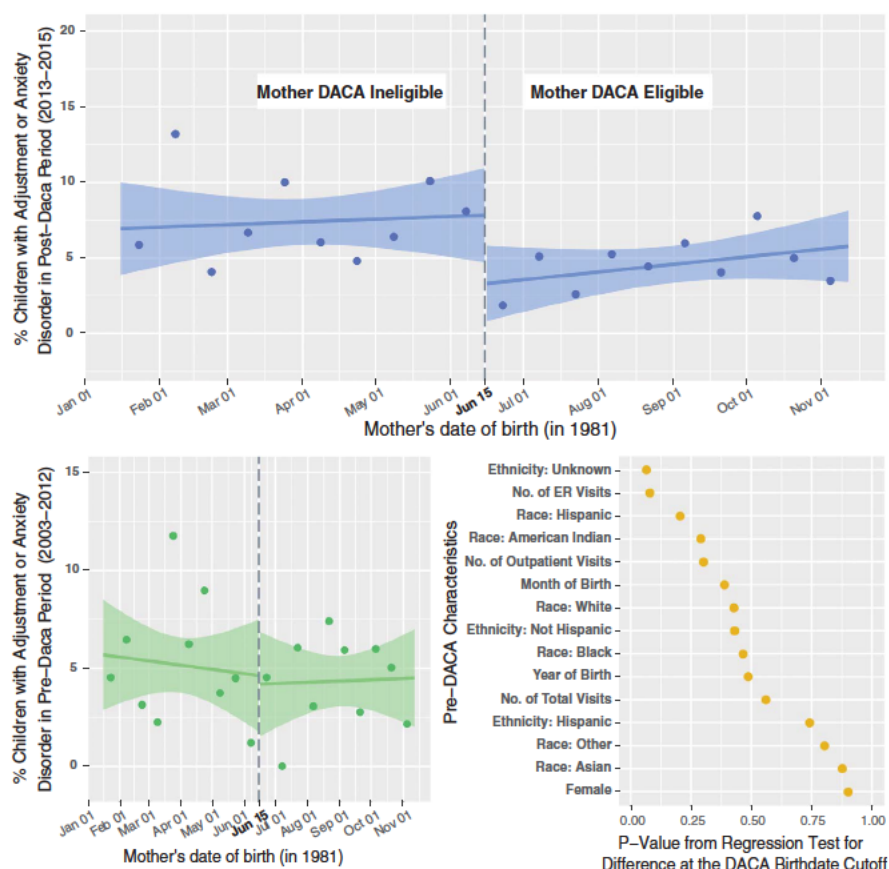 % Children with Adjustment or Anxiety
Disorder in Post–Daca Period (2013–2015)
20
15
10
5
0
Mother DACA Ineligible
Mother DACA Eligible
Jan 01
Feb 01
Mar 01
Apr 01
May 01
Jun 01
Jun 15
Jul 01
Aug 01
Sep 01
Oct 01
Nov 01
Mother's date of birth (in 1981)
% Children with Adjustment or Anxiety
Disorder in Pre–Daca Period (2003–2012)
15
10
5
0
Jan 01
Feb 01
Mar 01
Apr 01
May 01
Jun 01
Jun 15
Jul 01
Aug 01
Sep 01
Oct 01
Nov 01
Mother's date of birth (in 1981)
Pre–DACA Characteristics
Ethnicity: Unknown
No. of ER Visits
Race: Hispanic
Race: American Indian
No. of Outpatient Visits
Month of Birth
Race: White
Ethnicity: Not Hispanic
Race: Black
Year of Birth
No. of Total Visits
Ethnicity: Hispanic
Race: Other
Race: Asian
Female
0.00
0.25
0.50
0.75
1.00
P–Value from Regression Test for
Difference at the DACA Birthdate Cutoff